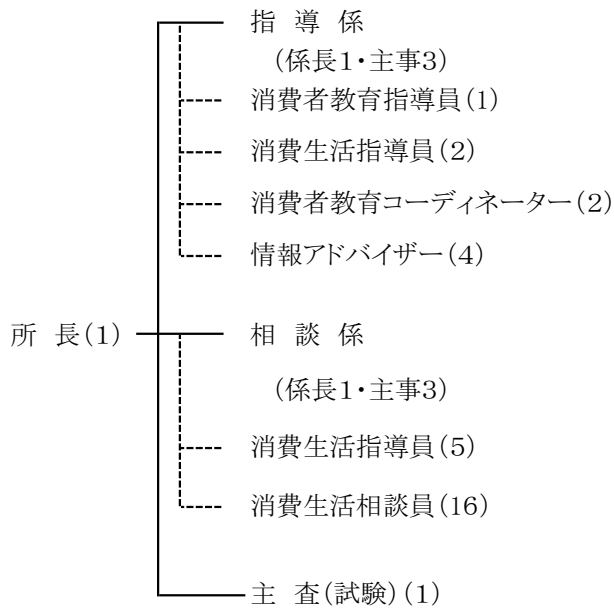 指 導 係
(係長1・主事3)
消費者教育指導員(1)
消費生活指導員(2)
消費者教育コーディネーター(2)
情報アドバイザー(4)
所 長(1)
相 談 係
(係長1・主事3)
消費生活指導員(5)
消費生活相談員(16)
主 査(試験)(1)